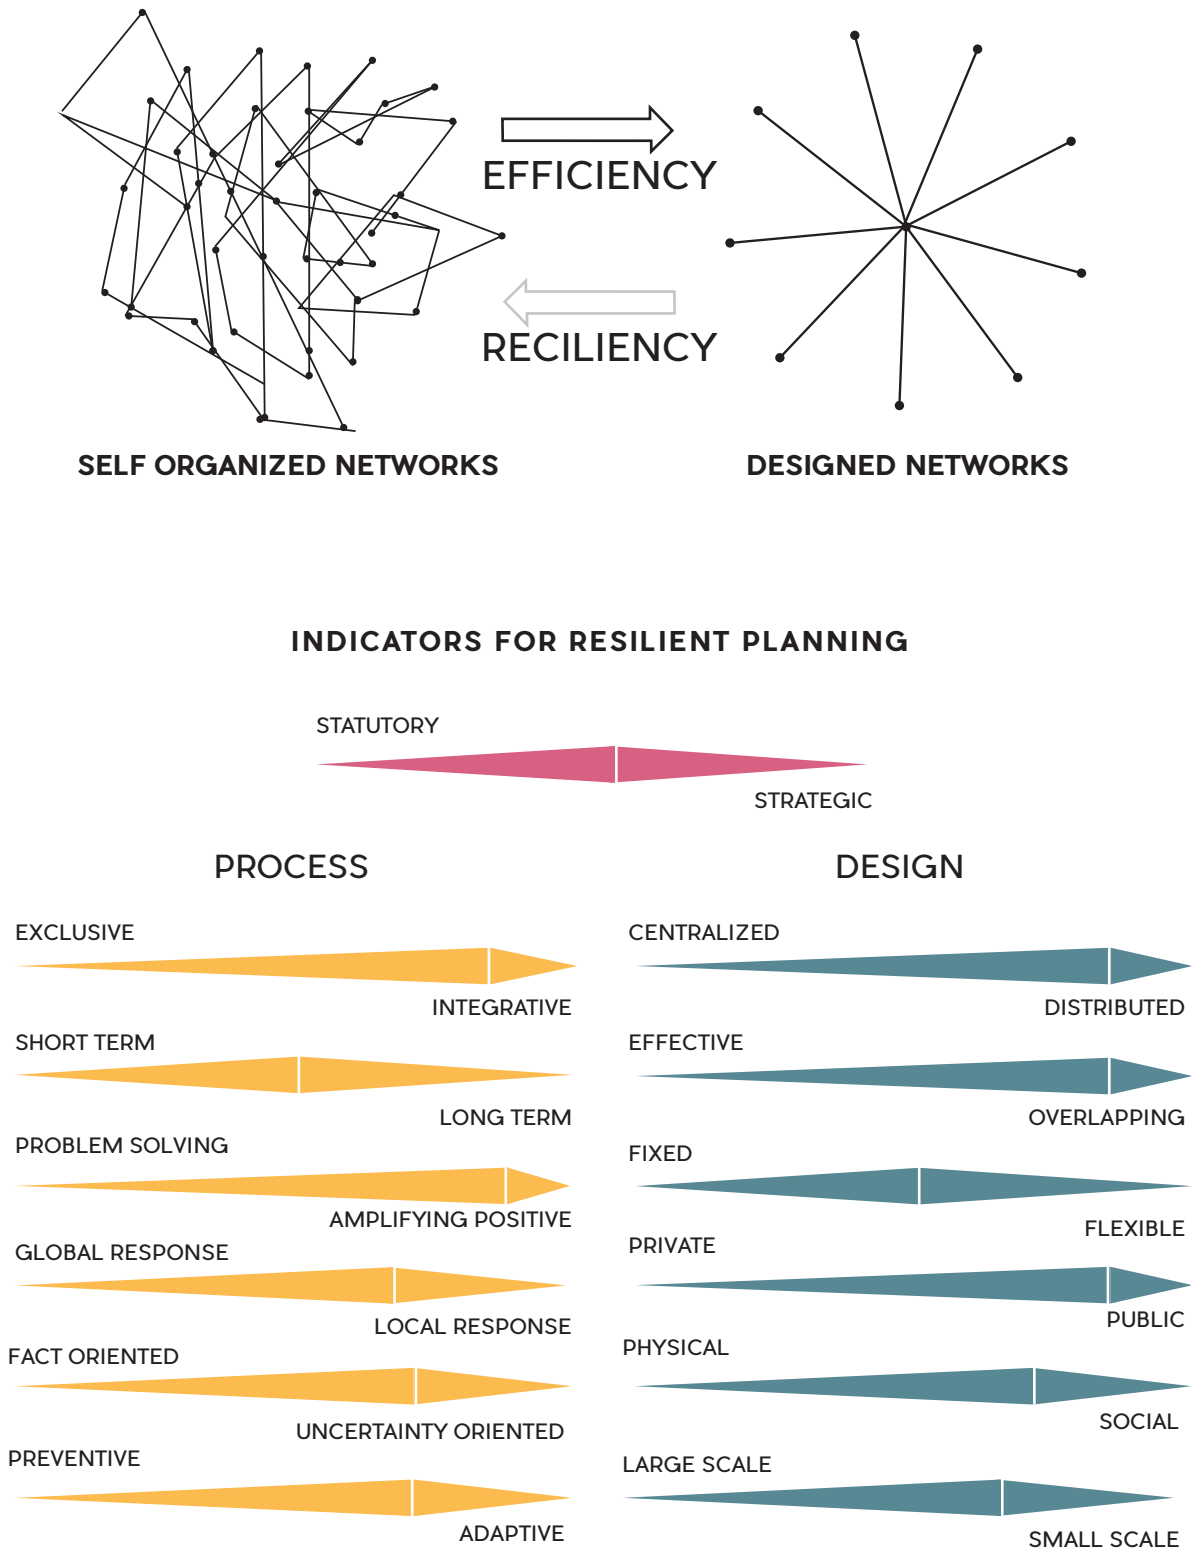 EFFICIENCY
RECILIENCY
SELF ORGANIZED NETWORKS
DESIGNED NETWORKS
INDICATORS FOR RESILIENT PLANNING
STATUTORY
STRATEGIC
PROCESS
EXCLUSIVE
INTEGRATIVE
SHORT TERM
LONG TERM
PROBLEM SOLVING
AMPLIFYING POSITIVE
GLOBAL RESPONSE
LOCAL RESPONSE
FACT ORIENTED
UNCERTAINTY ORIENTED
PREVENTIVE
ADAPTIVE
DESIGN
CENTRALIZED
DISTRIBUTED
EFFECTIVE
OVERLAPPING
FIXED
FLEXIBLE
PRIVATE
PUBLIC
PHYSICAL
SOCIAL
LARGE SCALE
SMALL SCALE